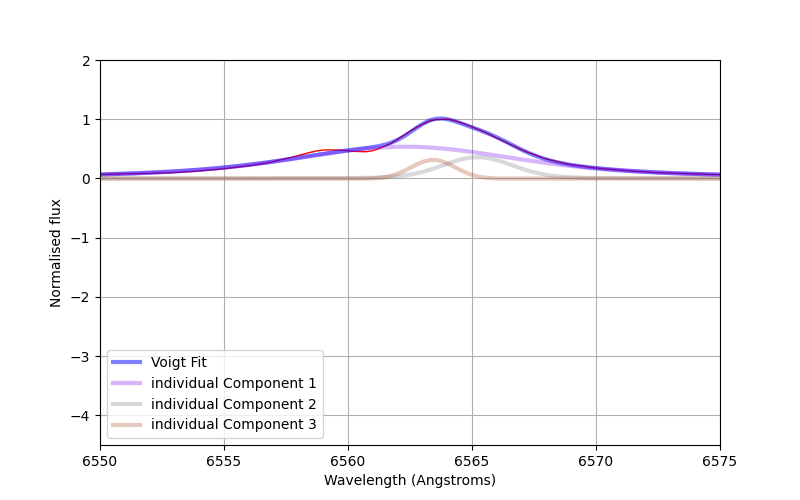 2
1
0
−1
−2
−3
−4
Normalised flux
Voigt Fit
individual Component 1
individual Component 2
individual Component 3
6550 6555 6560 6565 6570 6575
Wavelength (Angstroms)